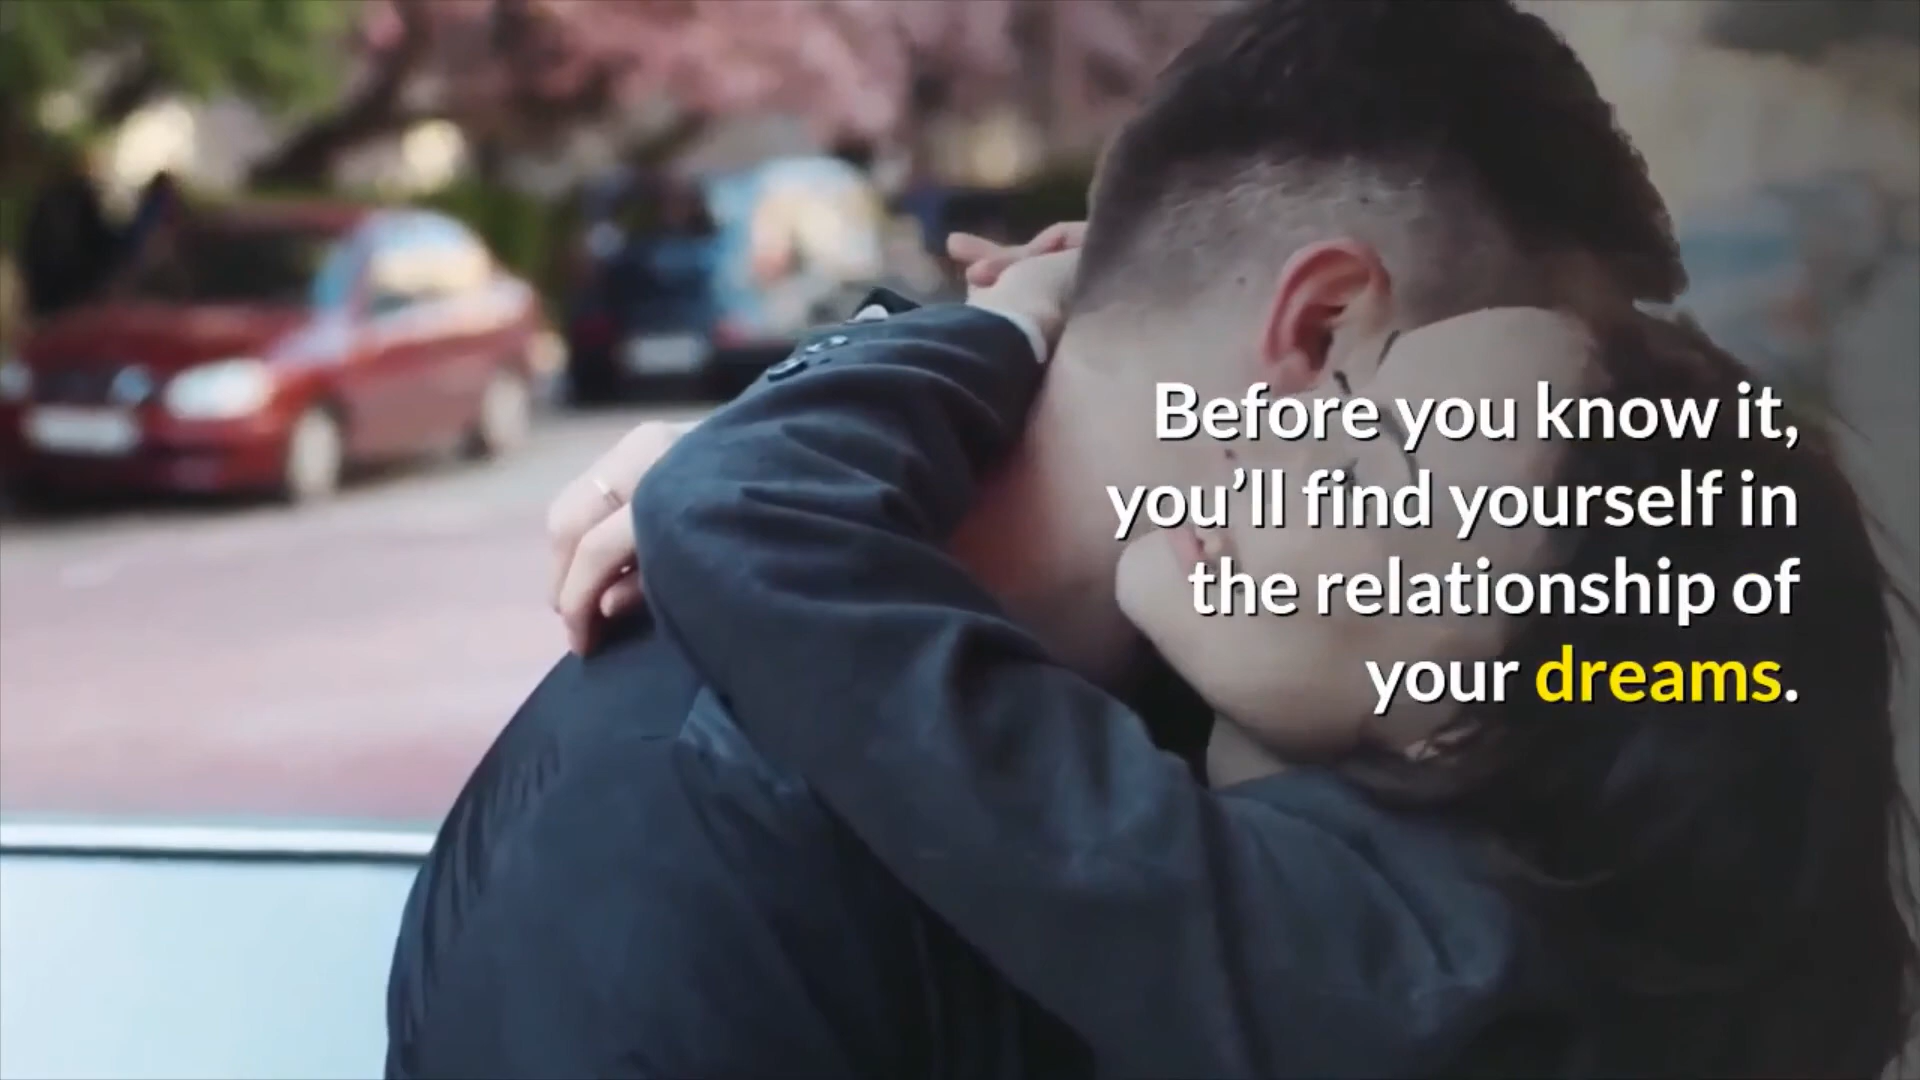 Before you know it,
you’ll find yourself in
the relationship of
your dreams.